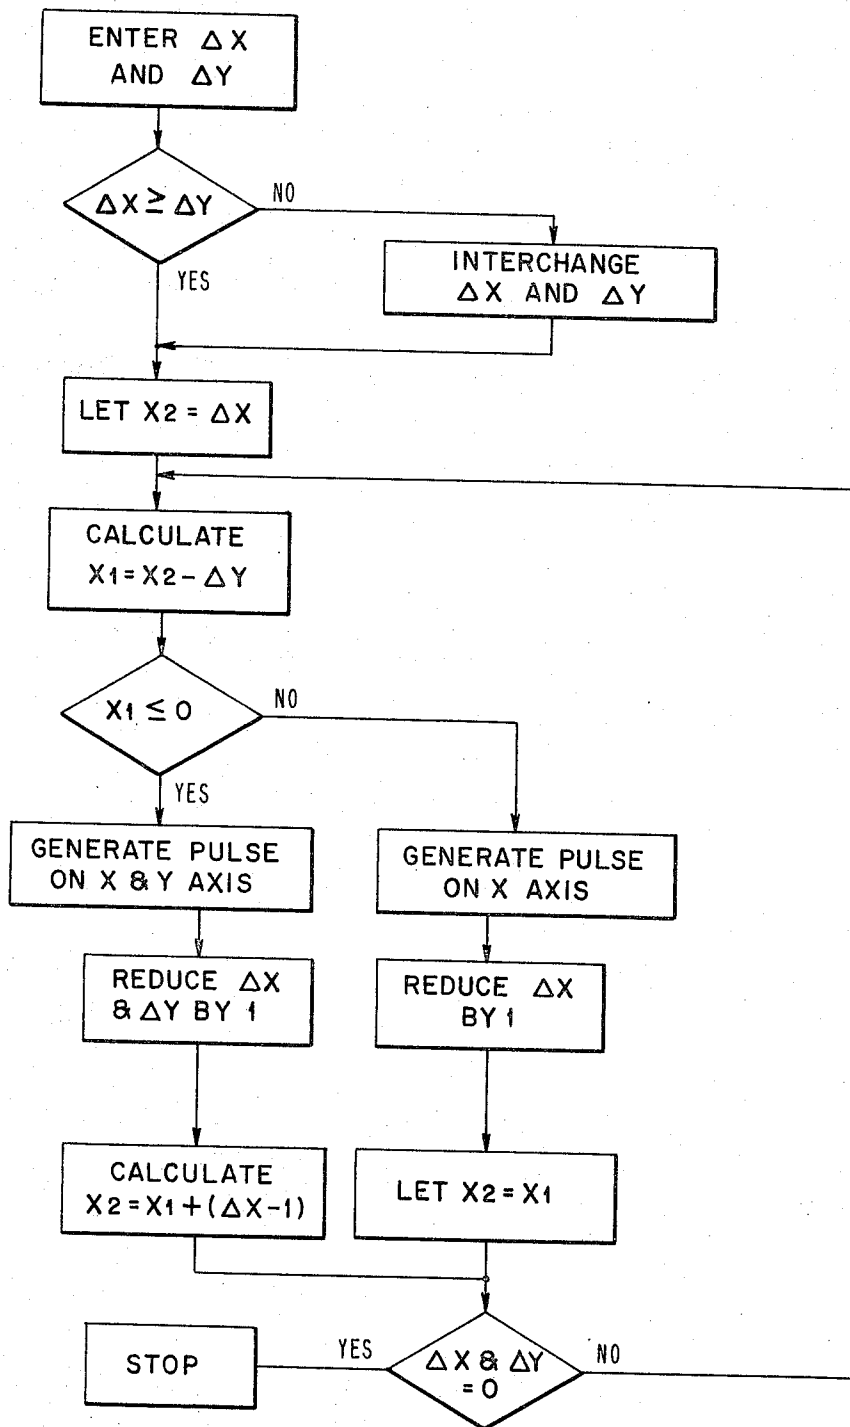 ENTER ΔX
AND ΔY
ΔX ≥ ΔY
NO
YES
INTERCHANGE
ΔX AND ΔY
LET X2 = ΔX
CALCULATE
X1=X2-ΔY
X1 ≤ 0
NO
YES
GENERATE PULSE
ON X & Y AXIS
GENERATE PULSE
ON X AXIS
REDUCE ΔX
& ΔY BY 1
REDUCE ΔX
BY 1
CALCULATE
X2=X1+(ΔX-1)
LET X2=X1
STOP
YES
ΔX & ΔY
=0
NO